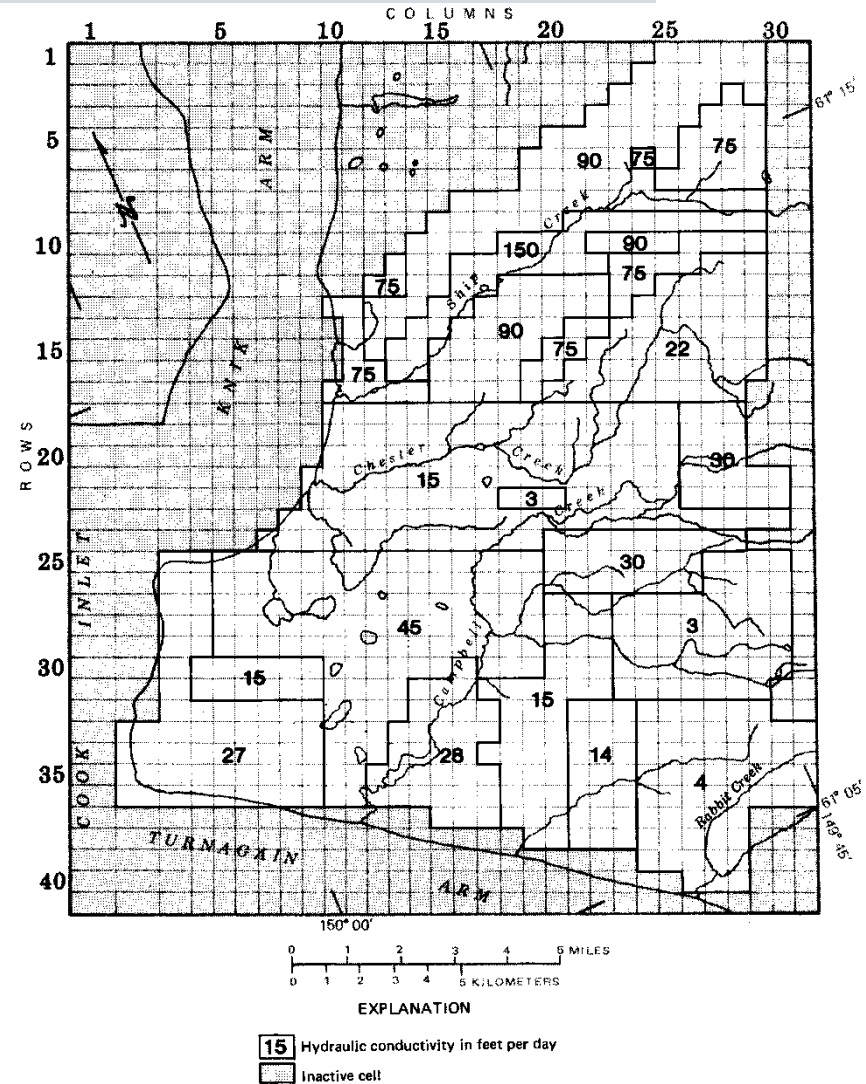 COLUMNS
1 5 10 15 20 25 30
1
61° 15'
5
ARM
90 75 75
N
Creek
10
150 90
75 75
Ship
KNIK
90
15
75 22
75
ROWS
Chester
Creek
20
15 30
3
Creek
INLET
25
30
45 3
Campbell
30
15
15
27 28 14
35
4
Rabbit Creek
COOK
61° 05'
149° 45'
TURNAGAIN
ARM
40
150° 00'
0 1 2 3 4 5 MILES
0 1 2 3 4 5 KILOMETERS
EXPLANATION
15 Hydraulic conductivity in feet per day
Inactive cell